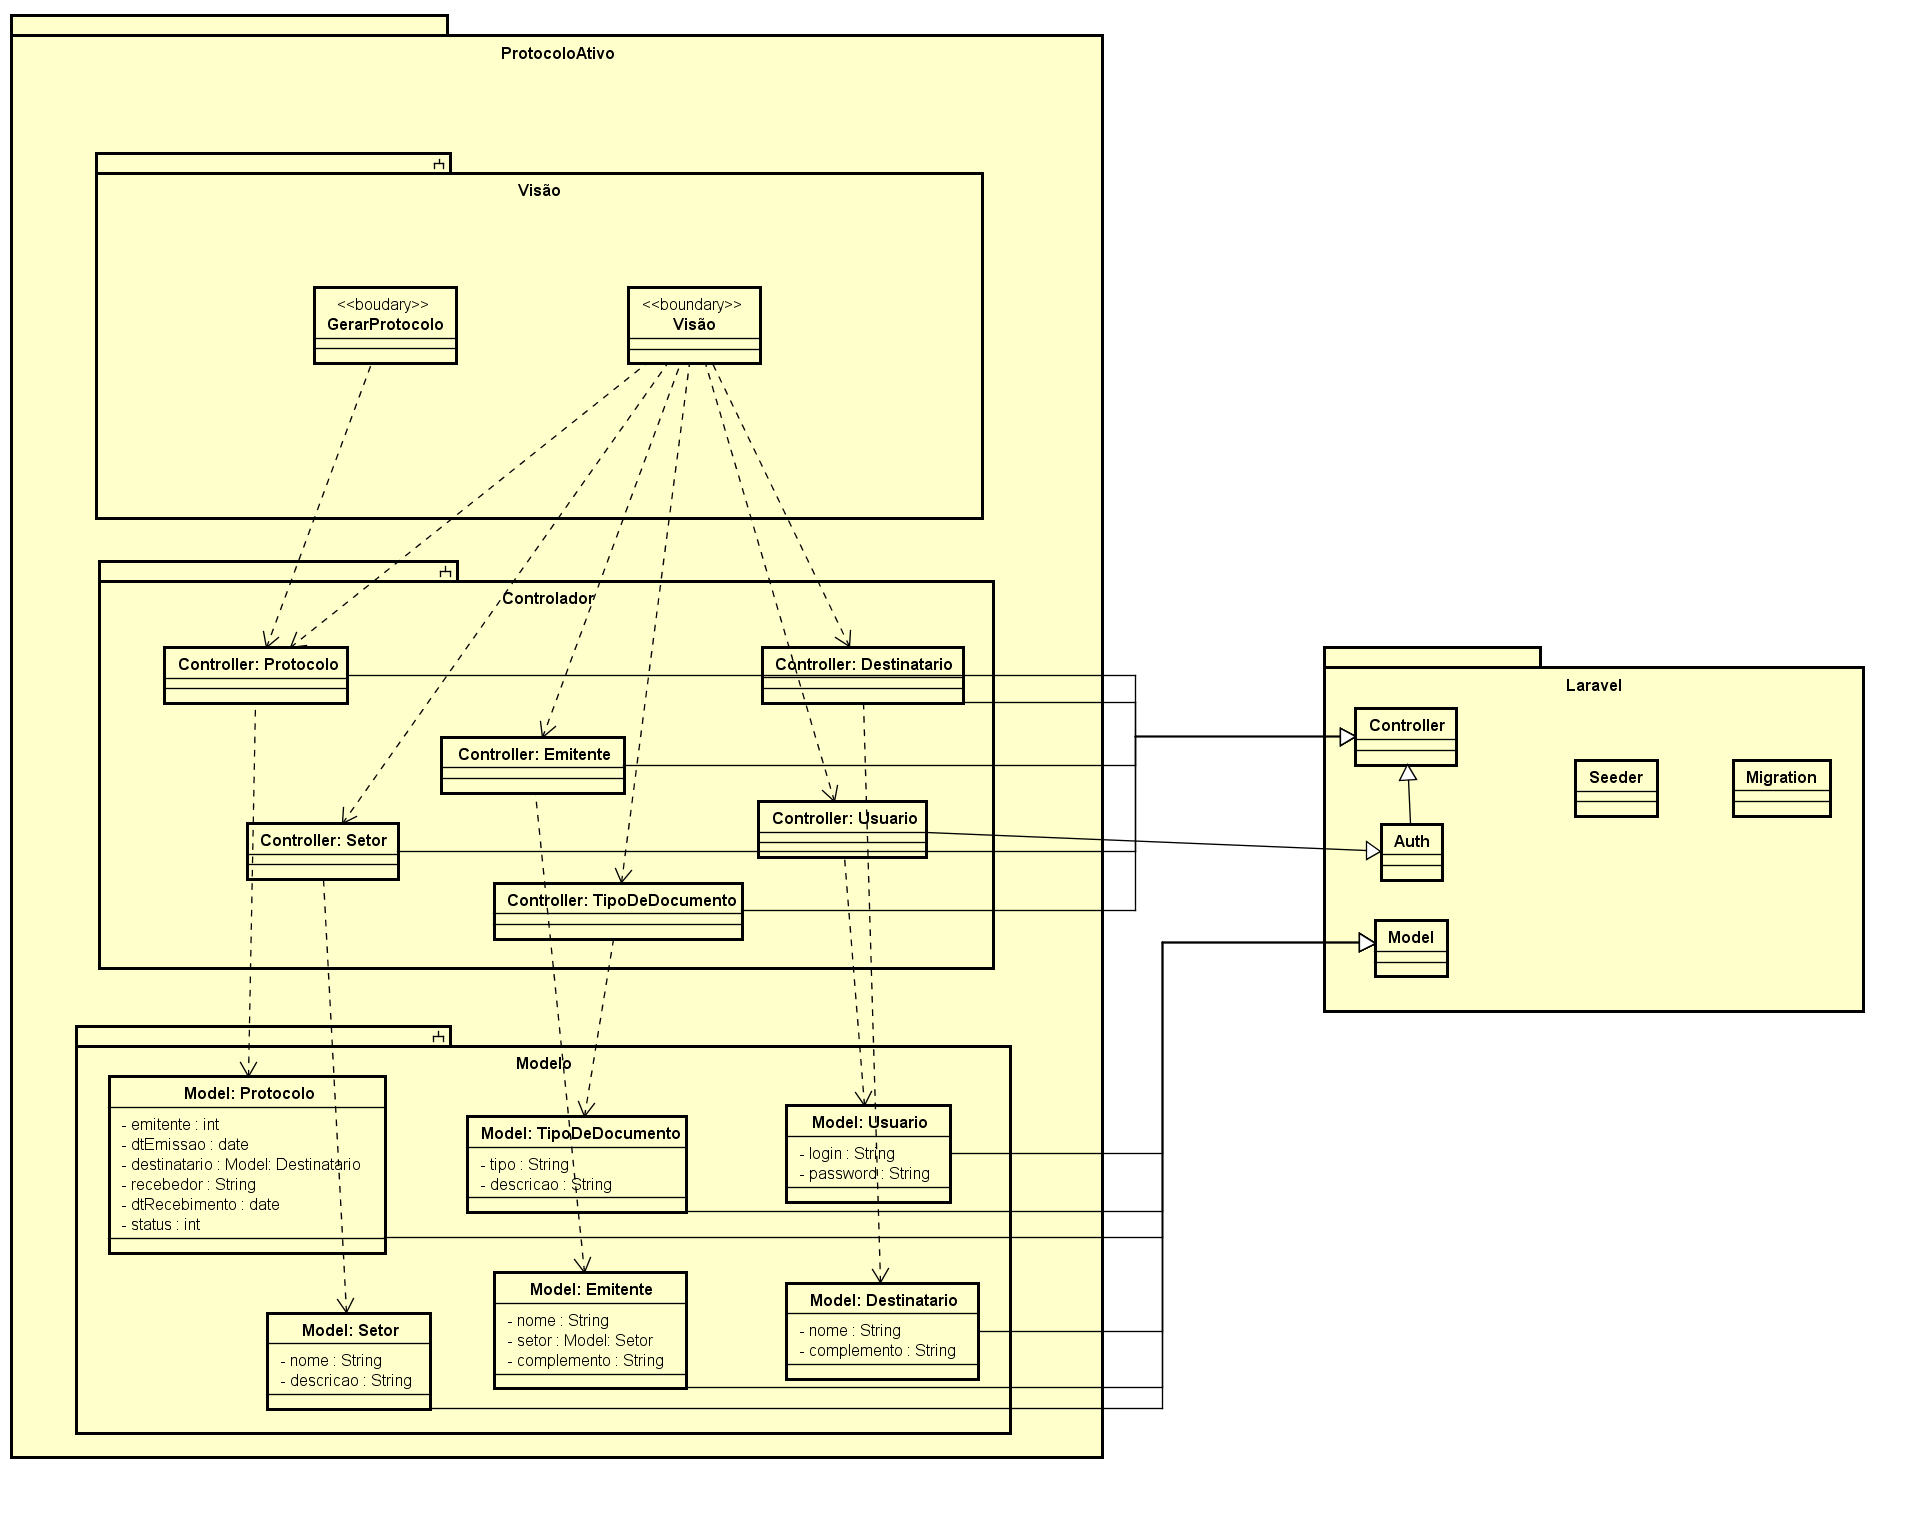 ProtocoloAtivo
Visão
<<boudary>>
GerarProtocolo
<<boundary>>
Visão
Controlador
Controller: Protocolo
Controller: Destinatario
Controller: Emitente
Controller: Usuario
Controller: Setor
Controller: TipoDeDocumento
Laravel
Controller
Seeder
Migration
Auth
Model
Modelo
Model: Protocolo
- emitente : int
- dtEmissao : date
- destinatario : Model: Destinatario
- recebedor : String
- dtRecebimento : date
- status : int
Model: TipoDeDocumento
- tipo : String
- descricao : String
Model: Usuario
- login : String
- password : String
Model: Setor
- nome : String
- descricao : String
Model: Emitente
- nome : String
- setor : Model: Setor
- complemento : String
Model: Destinatario
- nome : String
- complemento : String